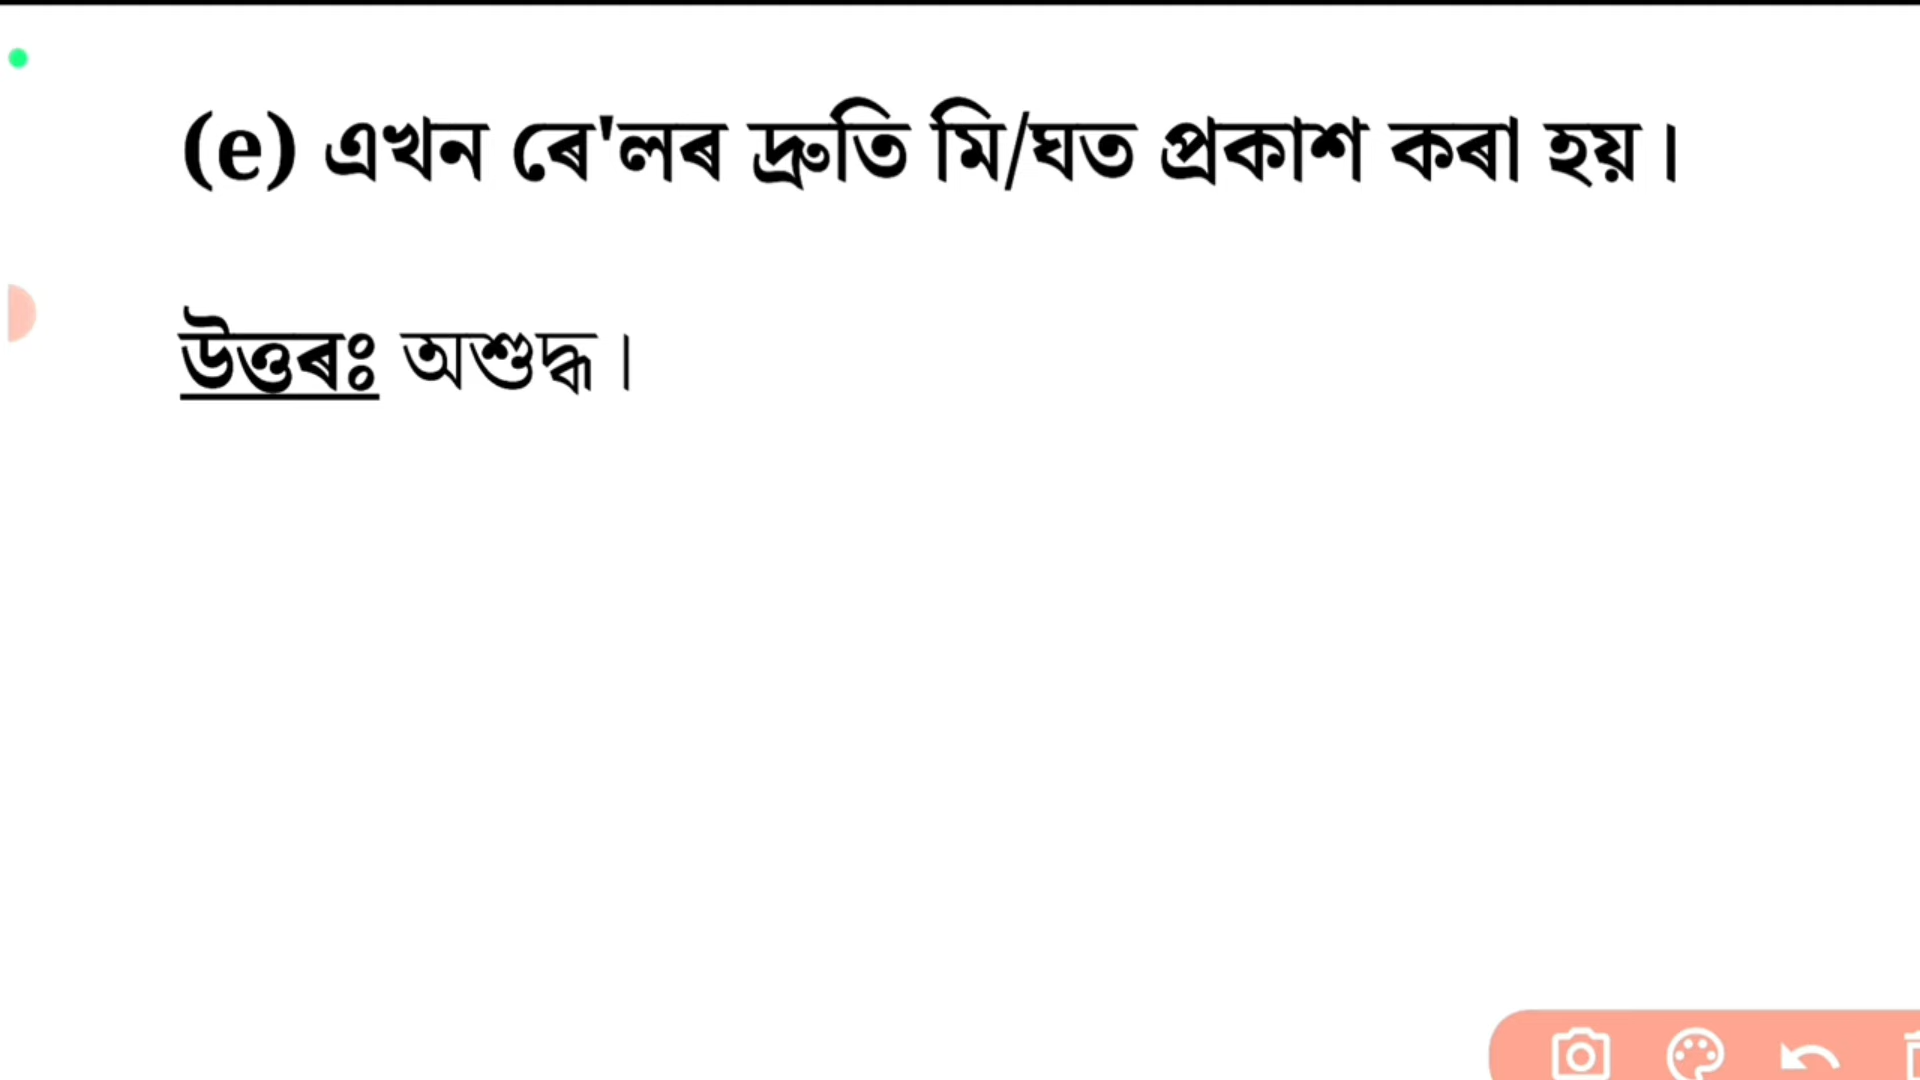 (e) এখন ৰে'লৰ দ্ৰুতি মি/ঘত প্ৰকাশ কৰা হয়।
উত্তৰঃ অশুদ্ধ।